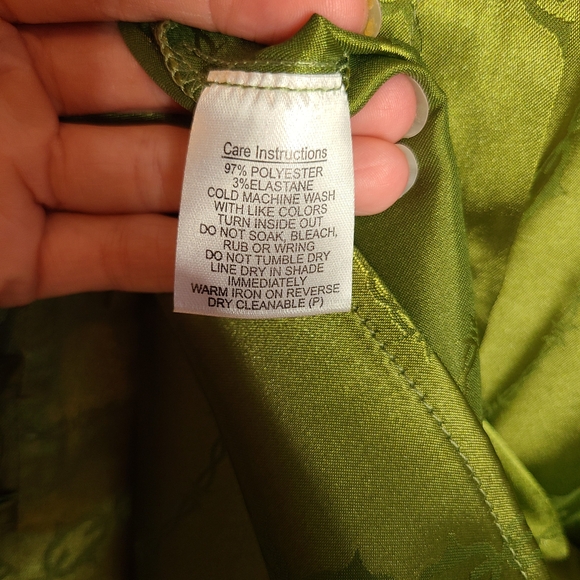 Care Instructions
97% POLYESTER
3%ELASTANE
COLD MACHINE WASH
WITH LIKE COLORS
TURN INSIDE OUT
DO NOT SOAK, BLEACH,
RUB OR WRING
DO NOT TUMBLE DRY
LINE DRY IN SHADE
IMMEDIATELY
WARM IRON ON REVERSE
DRY CLEANABLE (P)